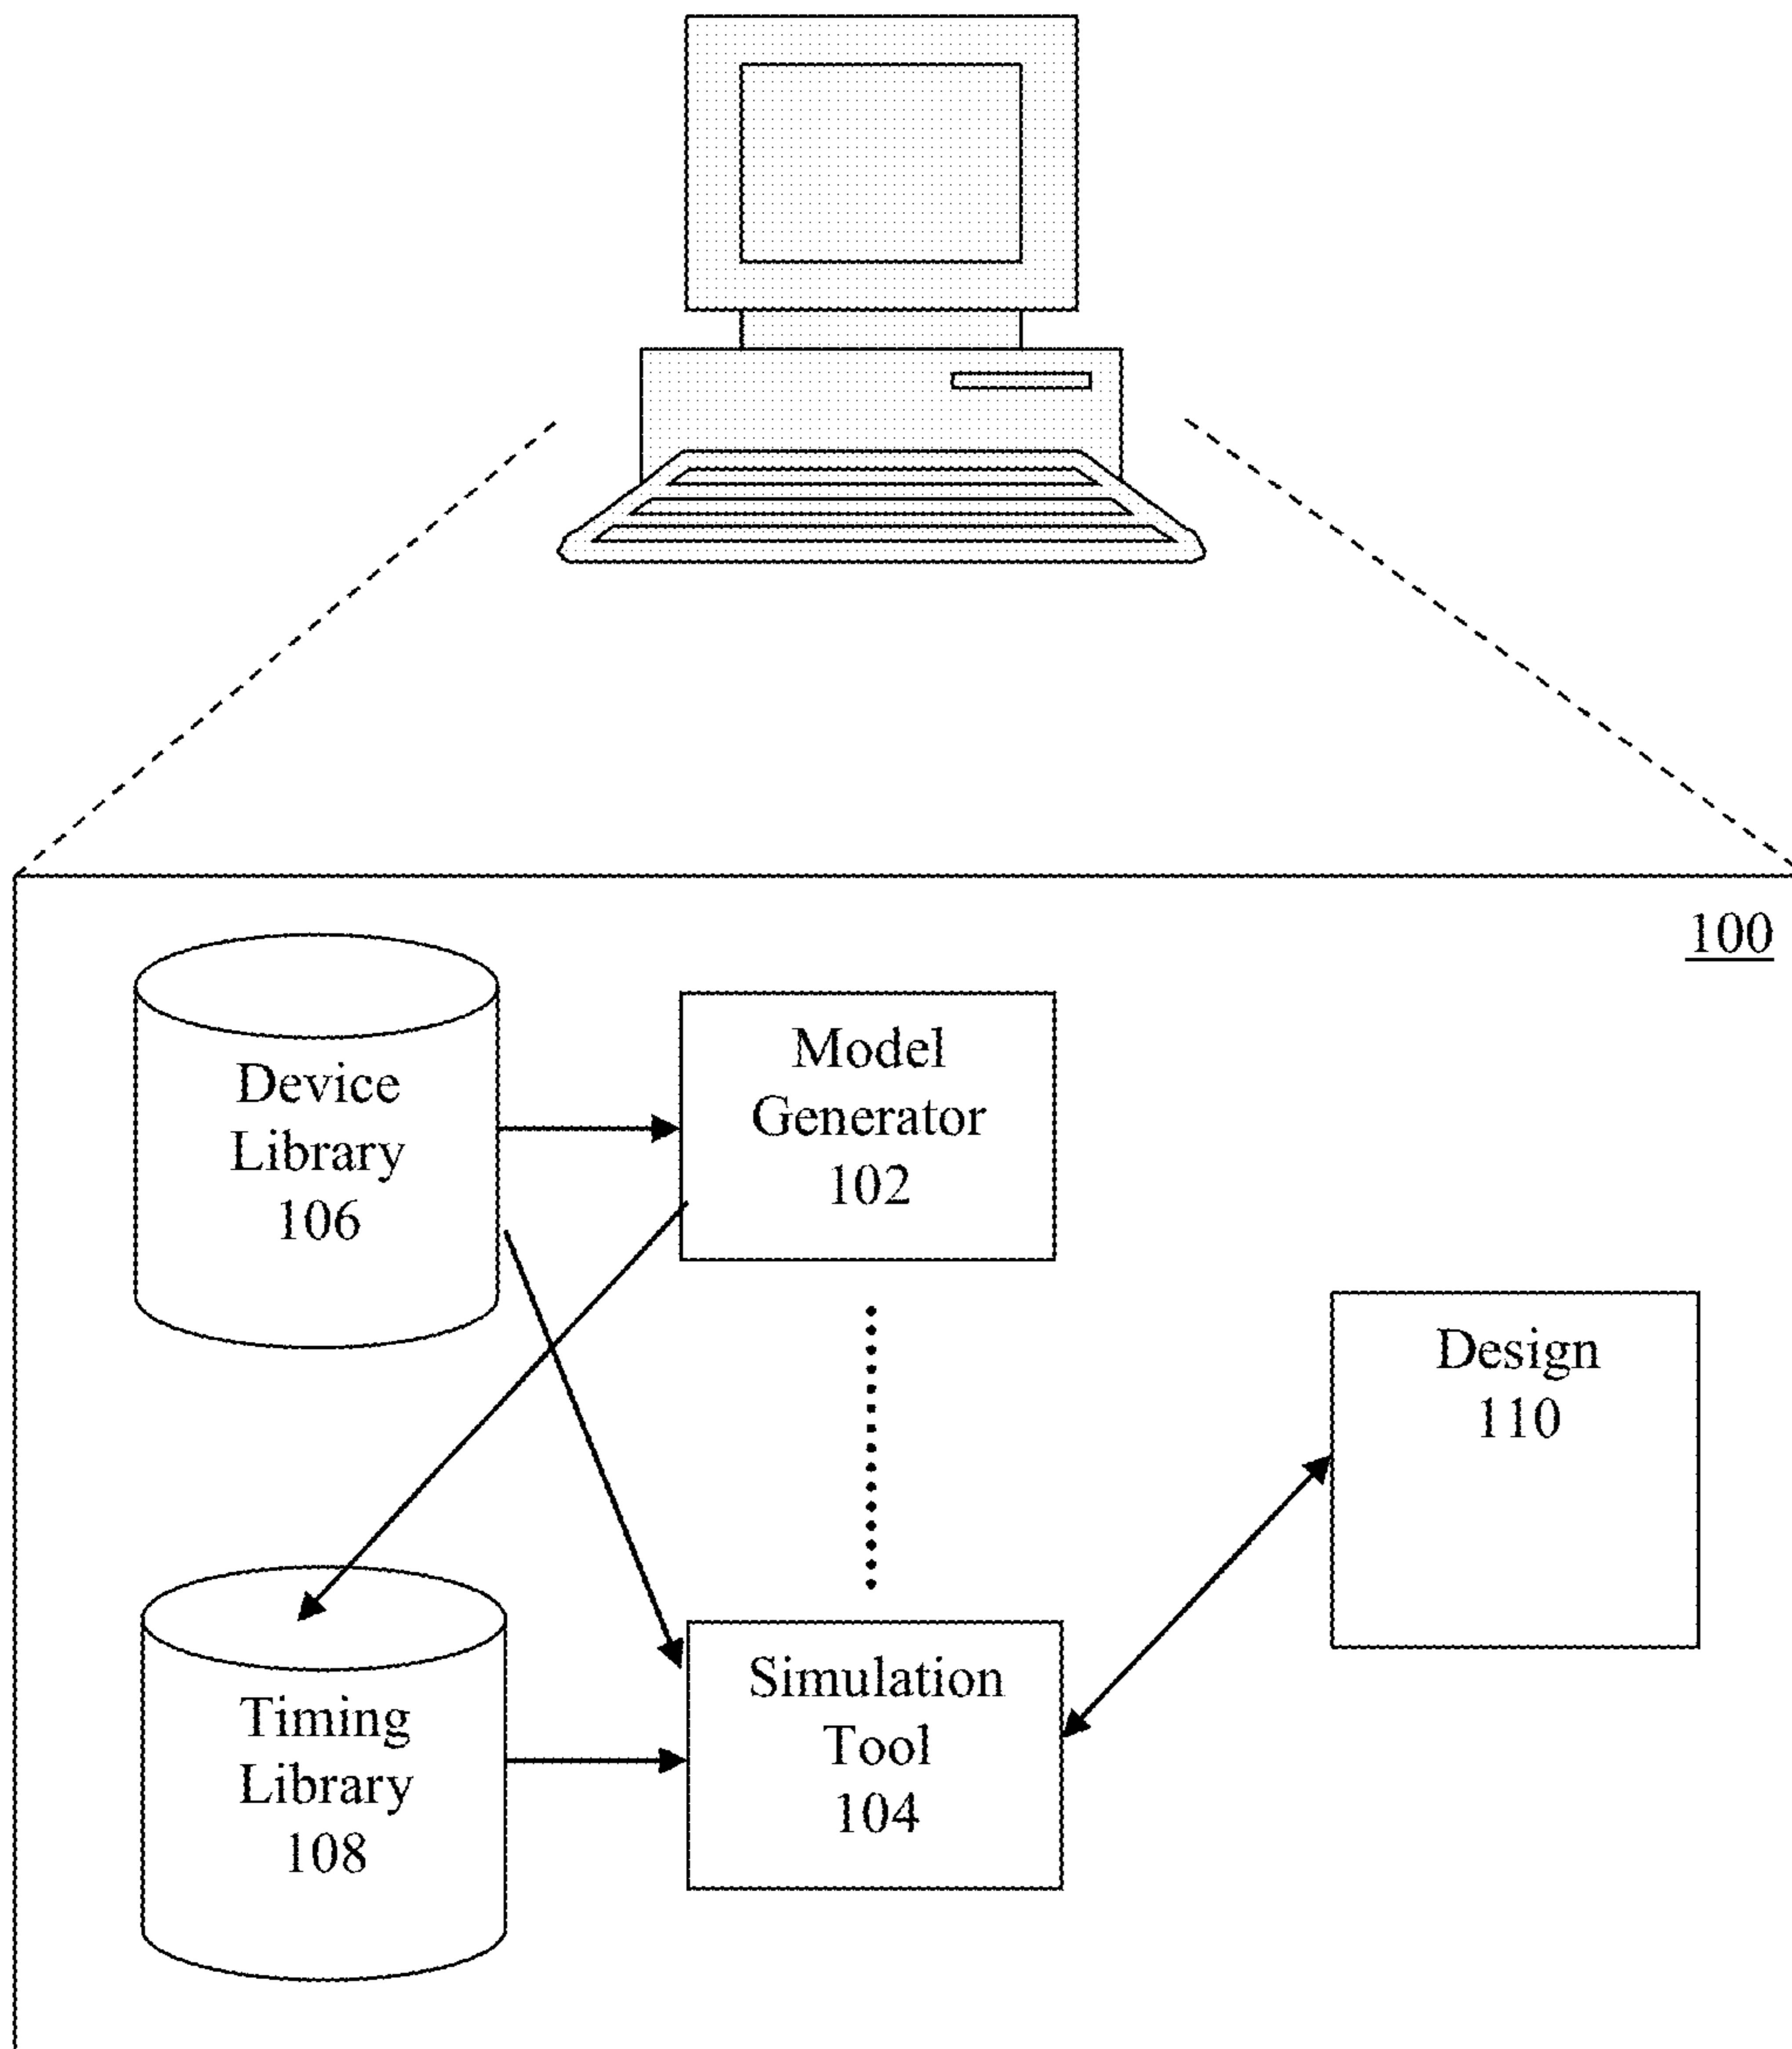 100
Device
Library
106
Model
Generator
102
Design
110
Timing
Library
108
Simulation
Tool
104